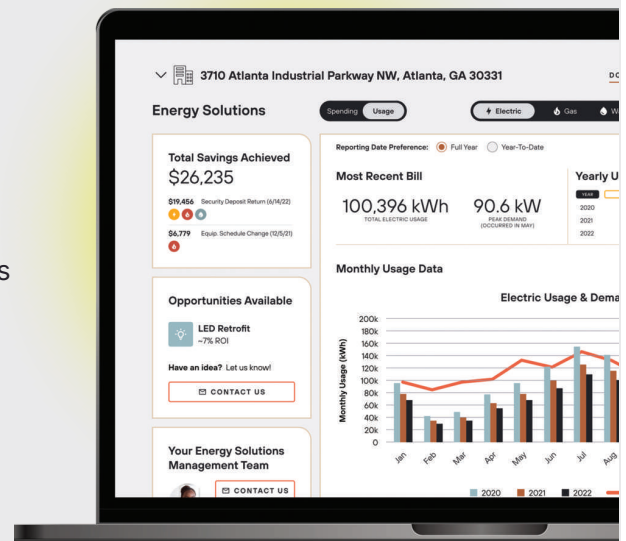 s
3710 Atlanta Industrial Parkway NW, Atlanta, GA 30331
Energy Solutions
Spending Usage
Electric Gas
Total Savings Achieved
$26,235
$19,456 Security Deposit Return (6/14/22)
$6,779 Equip. Schedule Change (12/5/21)
Opportunities Available
LED Retrofit
~7% ROI
Have an idea? Let us know!
CONTACT US
Your Energy Solutions
Management Team
CONTACT US
Reporting Date Preference: Full Year Year-To-Date
Most Recent Bill
100,396 kWh
TOTAL ELECTRIC USAGE
90.6 kW
PEAK DEMAND
(OCCURRED IN MAY)
Yearly U
YEAR
2020
2021
2022
Monthly Usage Data
Electric Usage & Dema
Monthly Usage (kWh)
200k
180k
160k
140k
120k
100k
80k
60k
40k
20k
0
Jan Feb Mar Apr May Jun Jul Aug
2020 2021 2022